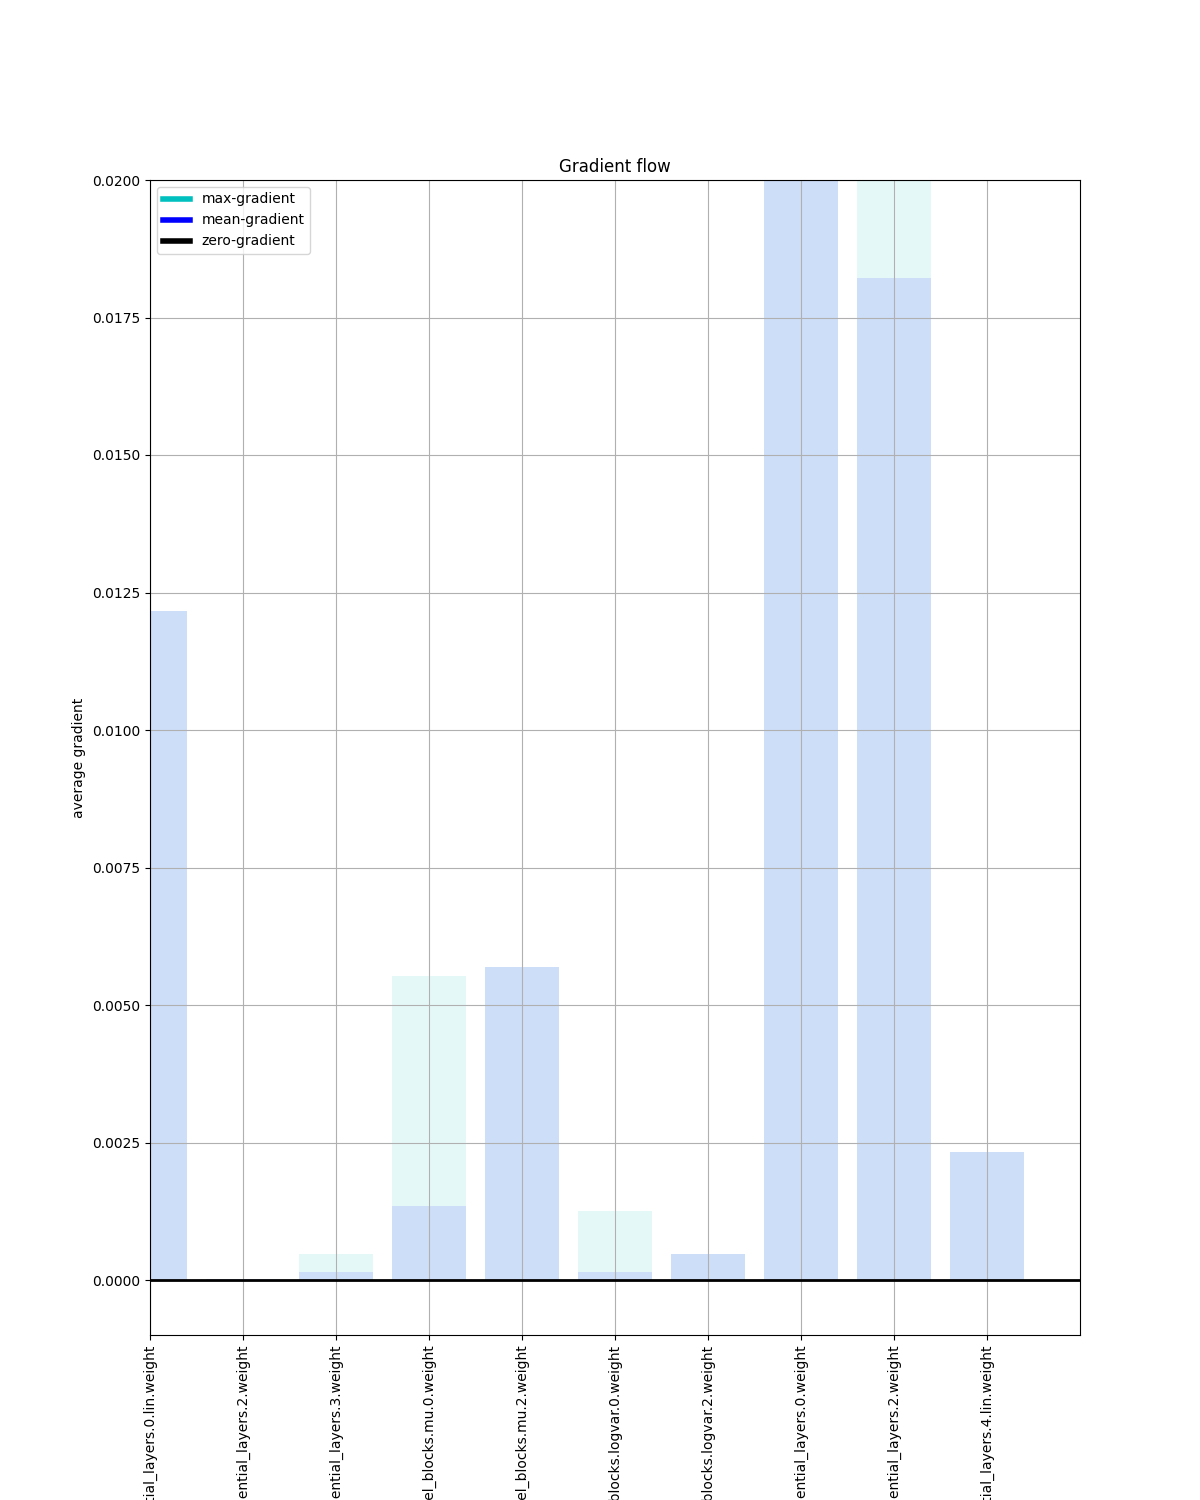 Gradient flow
max-gradient
mean-gradient
zero-gradient
0.0200
0.0175
0.0150
0.0125
0.0100
0.0075
0.0050
0.0025
0.0000
average gradient
tial_layers.0.lin.weight
ential_layers.2.weight
ential_layers.3.weight
el_blocks.mu.0.weight
el_blocks.mu.2.weight
blocks.logvar.0.weight
blocks.logvar.2.weight
ential_layers.0.weight
ential_layers.2.weight
tial_layers.4.lin.weight